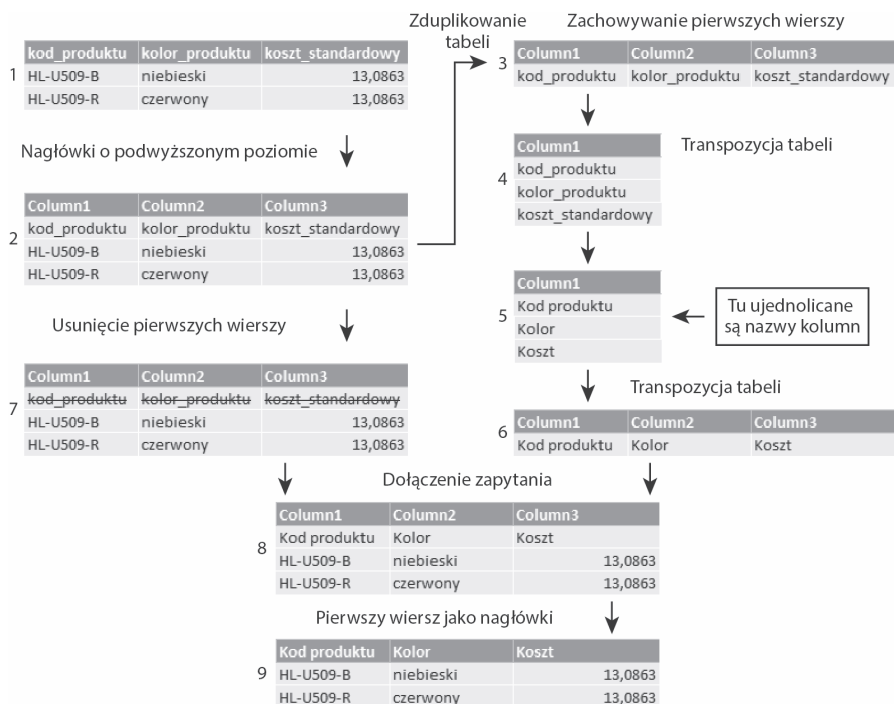 Zduplikowanie tabeli
Zachowywanie pierwszych wierszy
1
kod_produktu kolor_produktu koszt_standardowy
HL-U509-B niebieski 13,0863
HL-U509-R czerwony 13,0863
Nagłówki o podwyższonym poziomie
2
Column1 Column2 Column3
kod_produktu kolor_produktu koszt_standardowy
HL-U509-B niebieski 13,0863
HL-U509-R czerwony 13,0863
3
Column1 Column2 Column3
kod_produktu kolor_produktu koszt_standardowy
Transpozycja tabeli
4
Column1
kod_produktu
kolor_produktu
koszt_standardowy
5
Column1
Kod produktu
Kolor
Koszt
Tu ujednolicane
są nazwy kolumn
Transpozycja tabeli
6
Column1 Column2 Column3
Kod produktu Kolor Koszt
Usunięcie pierwszych wierszy
7
Column1 Column2 Column3
kod_produktu kolor_produktu koszt_standardowy
HL-U509-B niebieski 13,0863
HL-U509-R czerwony 13,0863
Dołączenie zapytania
8
Column1 Column2 Column3
Kod produktu Kolor Koszt
HL-U509-B niebieski 13,0863
HL-U509-R czerwony 13,0863
Pierwszy wiersz jako nagłówki
9
Kod produktu Kolor Koszt
HL-U509-B niebieski 13,0863
HL-U509-R czerwony 13,0863